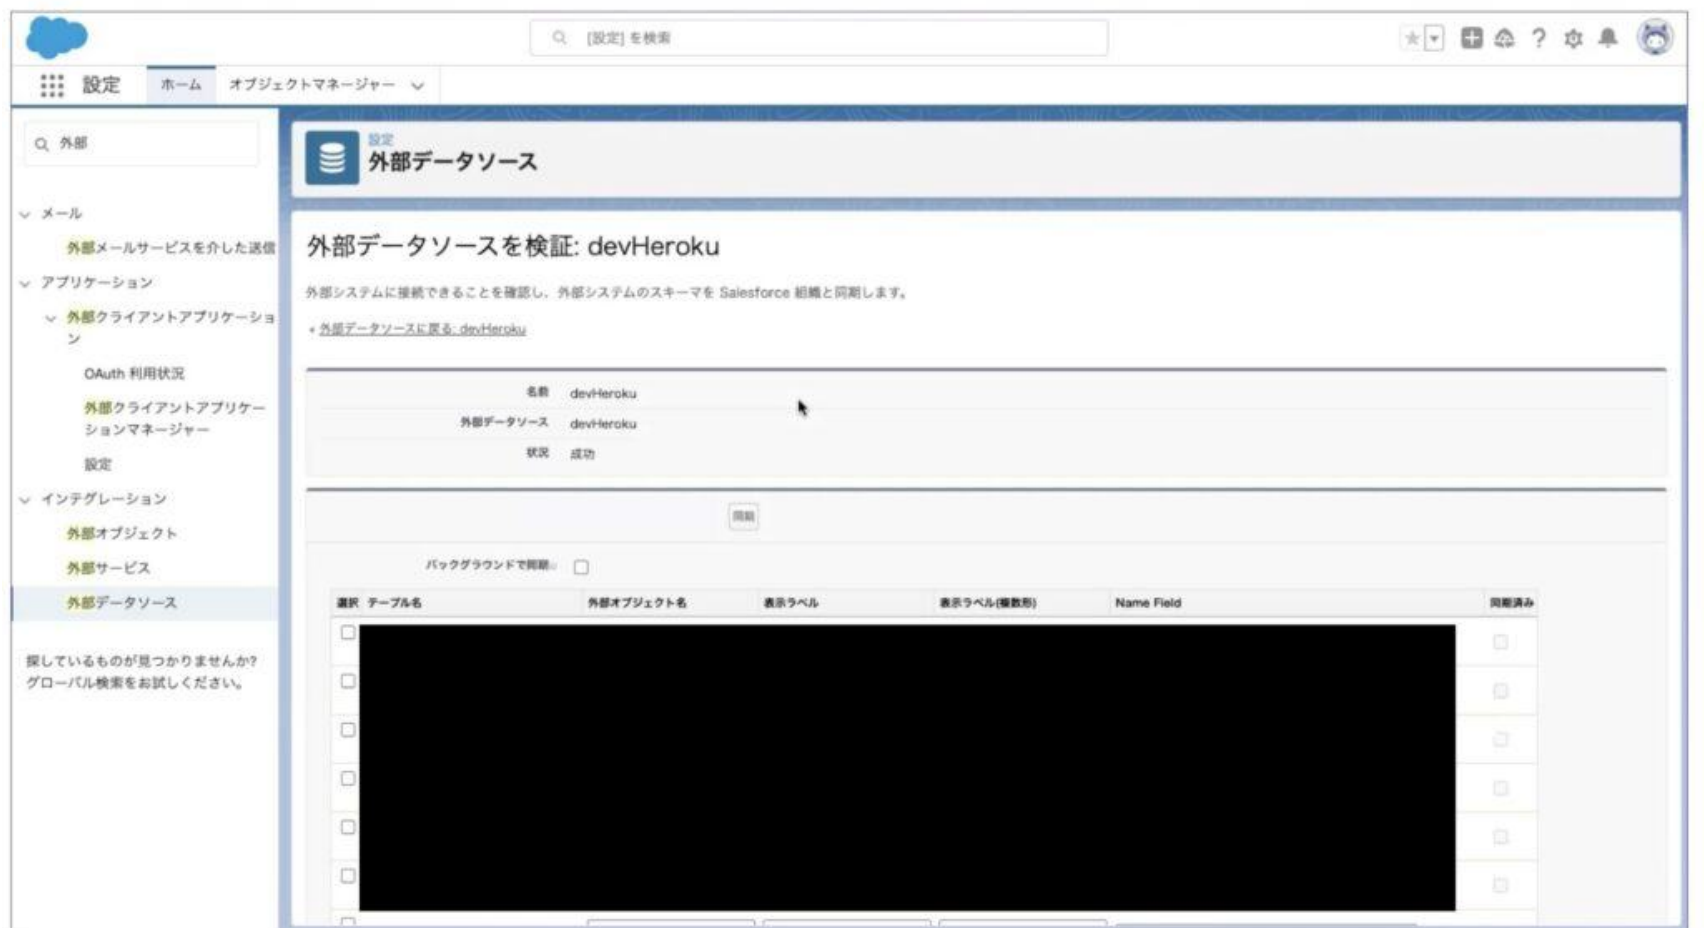 [設定] を検索
設定
ホーム
オブジェクトマネージャー
外部
メール
外部メールサービスを介した送信
アプリケーション
外部クライアントアプリケーショ
ン
OAuth 利用状況
外部クライアントアプリケー
ションマネージャー
設定
インテグレーション
外部オブジェクト
外部サービス
外部データソース
探しているものが見つかりませんか?
グローバル検索をお試しください。
設定
外部データソース
外部データソースを検証: devHeroku
外部システムに接続できることを確認し、外部システムのスキーマを Salesforce 組織と同期します。
« 外部データソースに戻る: devHeroku
名前 devHeroku
外部データソース devHeroku
状況 成功
同期
バックグラウンドで同期
選択 テーブル名 外部オブジェクト名 表示ラベル 表示ラベル(複数形) Name Field 同期済み